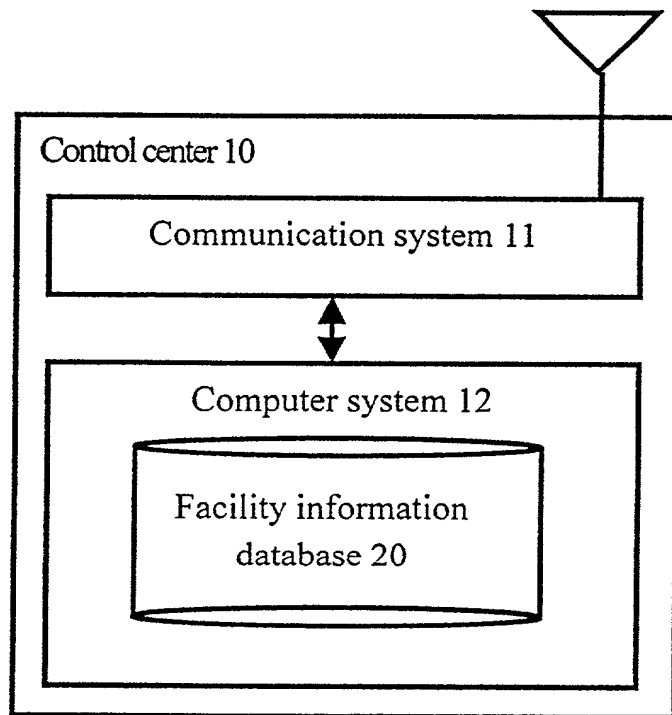 Control center 10
Communication system 11
Computer system 12
Facility information
database 20